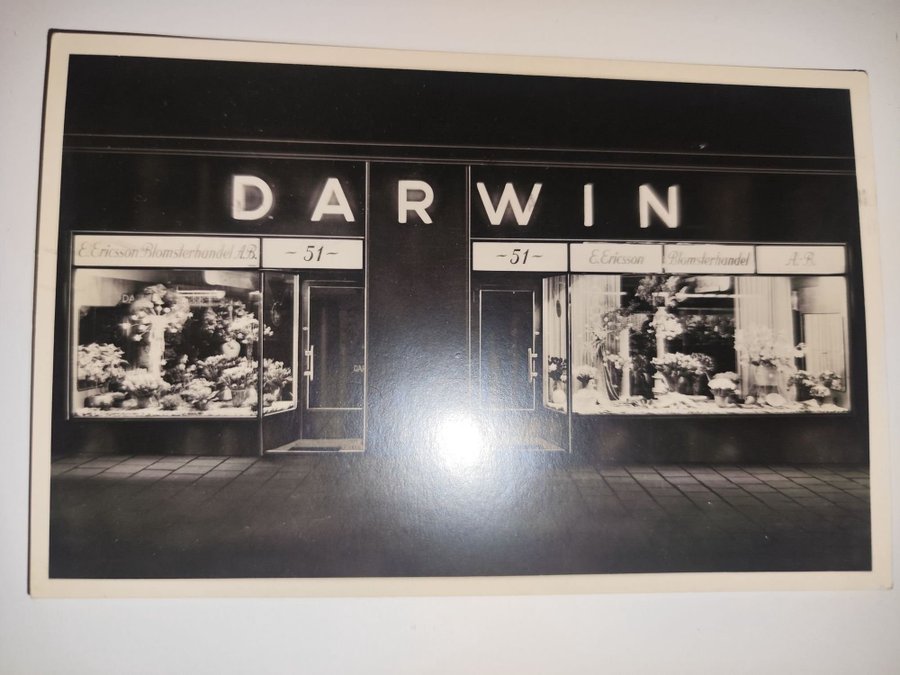 DARWIN
E. Ericsson Blomsterhandel A.B.
~51~
~51~
E. Ericsson
Blomsterhandel
A.-B.